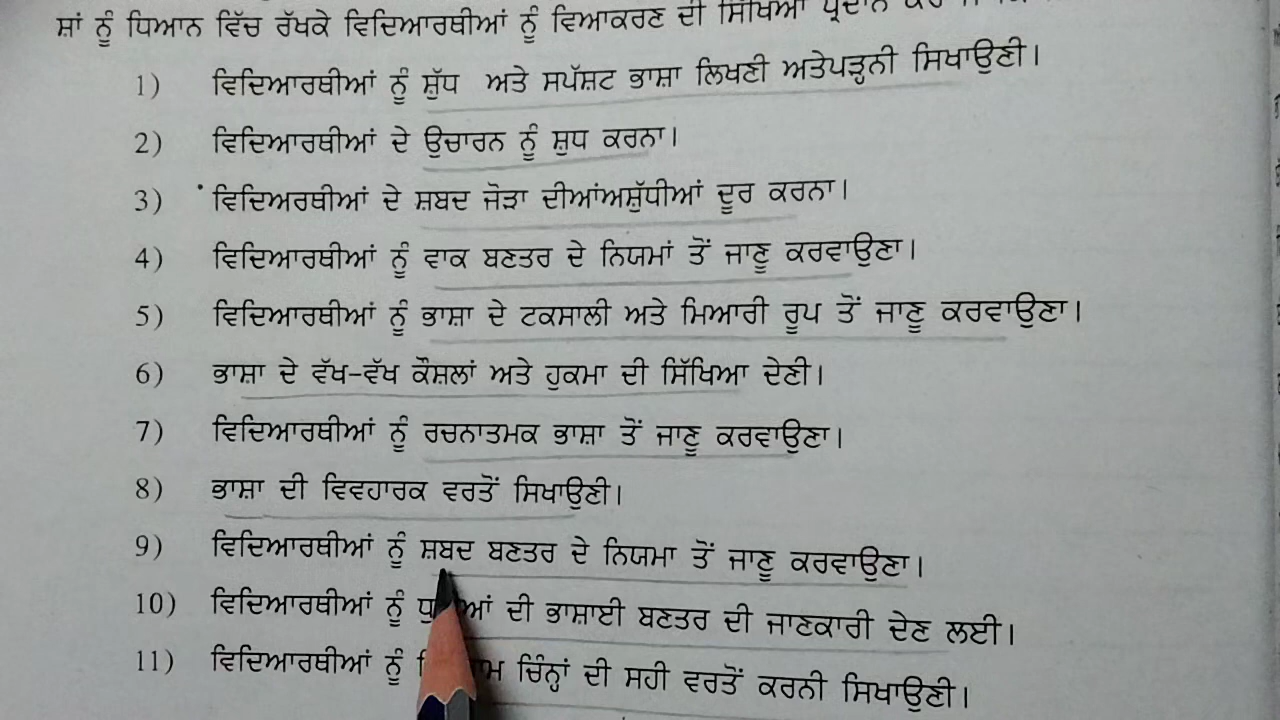 ਸ਼ਾਂ ਨੂੰ ਧਿਆਨ ਵਿੱਚ ਰੱਖਕੇ ਵਿਦਿਆਰਥੀਆਂ ਨੂੰ ਵਿਆਕਰਣ ਦੀ ਸਿੱਖਿਆ ਪ੍ਰਦਾਨ
1) ਵਿਦਿਆਰਥੀਆਂ ਨੂੰ ਸ਼ੁੱਧ ਅਤੇ ਸਪੱਸ਼ਟ ਭਾਸ਼ਾ ਲਿਖਣੀ ਅਤੇਪੜ੍ਹਨੀ ਸਿਖਾਉਣੀ।
2) ਵਿਦਿਆਰਥੀਆਂ ਦੇ ਉਚਾਰਨ ਨੂੰ ਸ਼ੁਧ ਕਰਨਾ।
3) ਵਿਦਿਅਰਥੀਆਂ ਦੇ ਸ਼ਬਦ ਜੋੜਾ ਦੀਆਂਅਸ਼ੁੱਧੀਆਂ ਦੂਰ ਕਰਨਾ।
4) ਵਿਦਿਆਰਥੀਆਂ ਨੂੰ ਵਾਕ ਬਣਤਰ ਦੇ ਨਿਯਮਾਂ ਤੋਂ ਜਾਣੂ ਕਰਵਾਉਣਾ।
5) ਵਿਦਿਆਰਥੀਆਂ ਨੂੰ ਭਾਸ਼ਾ ਦੇ ਟਕਸਾਲੀ ਅਤੇ ਮਿਆਰੀ ਰੂਪ ਤੋਂ ਜਾਣੂ ਕਰਵਾਉਣਾ।
6) ਭਾਸ਼ਾ ਦੇ ਵੱਖ-ਵੱਖ ਕੌਸ਼ਲਾਂ ਅਤੇ ਹੁਕਮਾ ਦੀ ਸਿੱਖਿਆ ਦੇਣੀ।
7) ਵਿਦਿਆਰਥੀਆਂ ਨੂੰ ਰਚਨਾਤਮਕ ਭਾਸ਼ਾ ਤੋਂ ਜਾਣੂ ਕਰਵਾਉਣਾ।
8) ਭਾਸ਼ਾ ਦੀ ਵਿਵਹਾਰਕ ਵਰਤੋਂ ਸਿਖਾਉਣੀ।
9) ਵਿਦਿਆਰਥੀਆਂ ਨੂੰ ਸ਼ਬਦ ਬਣਤਰ ਦੇ ਨਿਯਮਾ ਤੋਂ ਜਾਣੂ ਕਰਵਾਉਣਾ।
10) ਵਿਦਿਆਰਥੀਆਂ ਨੂੰ ਦੀ ਭਾਸ਼ਾਈ ਬਣਤਰ ਦੀ ਜਾਣਕਾਰੀ ਦੇਣ ਲਈ।
11) ਵਿਦਿਆਰਥੀਆਂ ਨੂੰ ਚਿੰਨ੍ਹਾਂ ਦੀ ਸਹੀ ਵਰਤੋਂ ਕਰਨੀ ਸਿਖਾਉਣੀ।